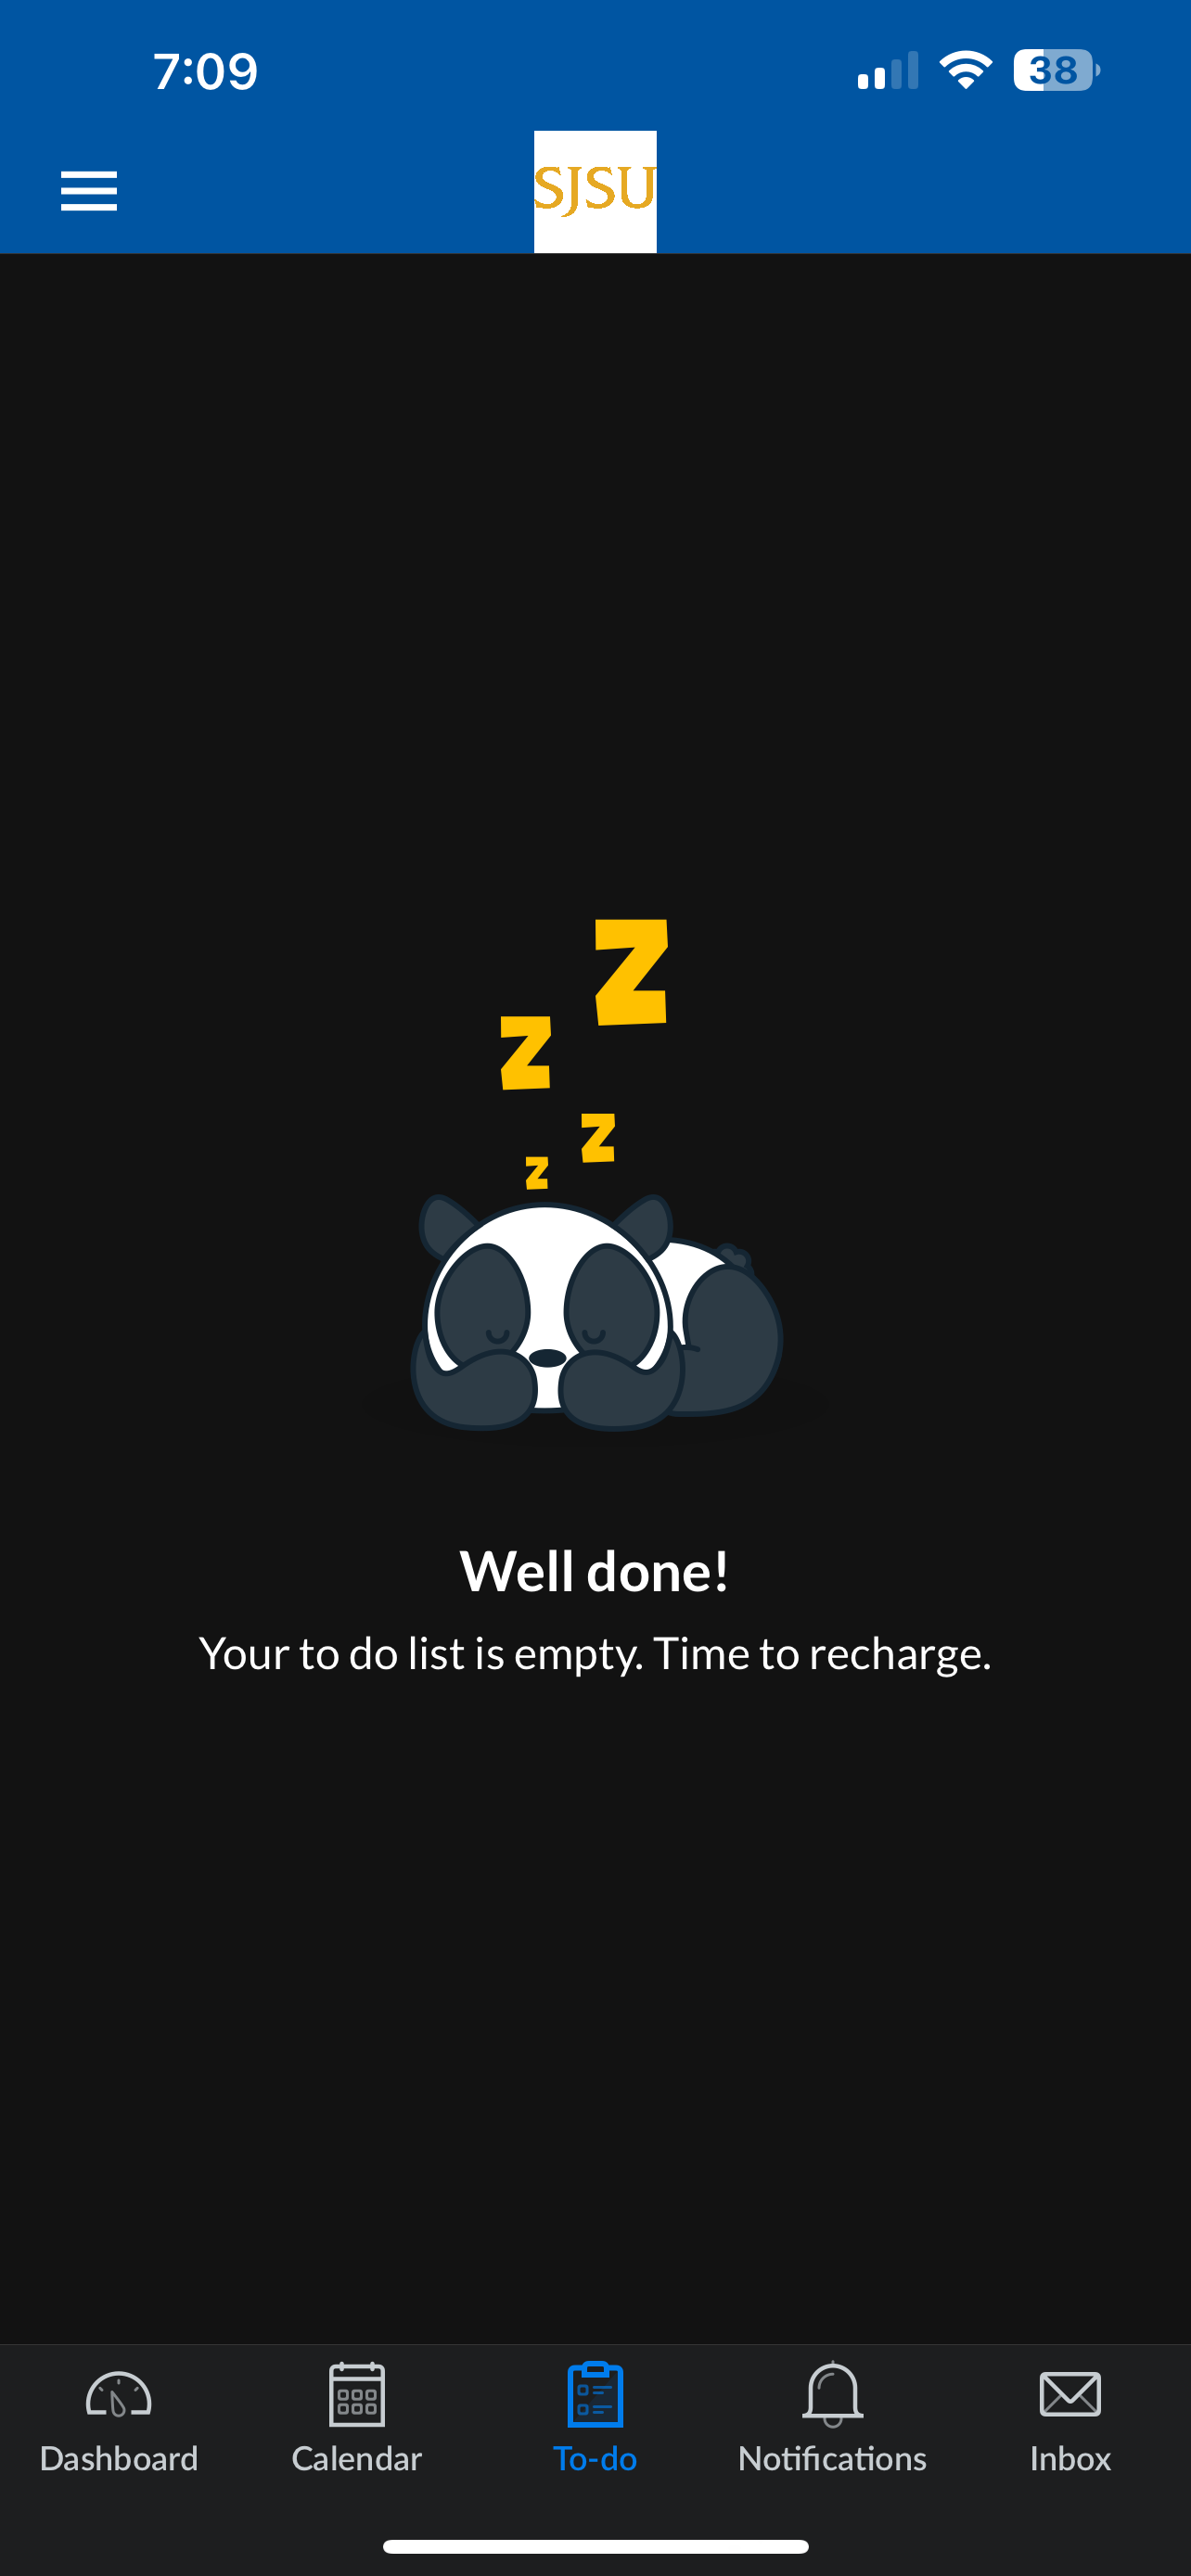 7:09
38
SJSU
Z
Z
Z
Z
Well done!
Your to do list is empty. Time to recharge.
Dashboard Calendar To-do Notifications Inbox